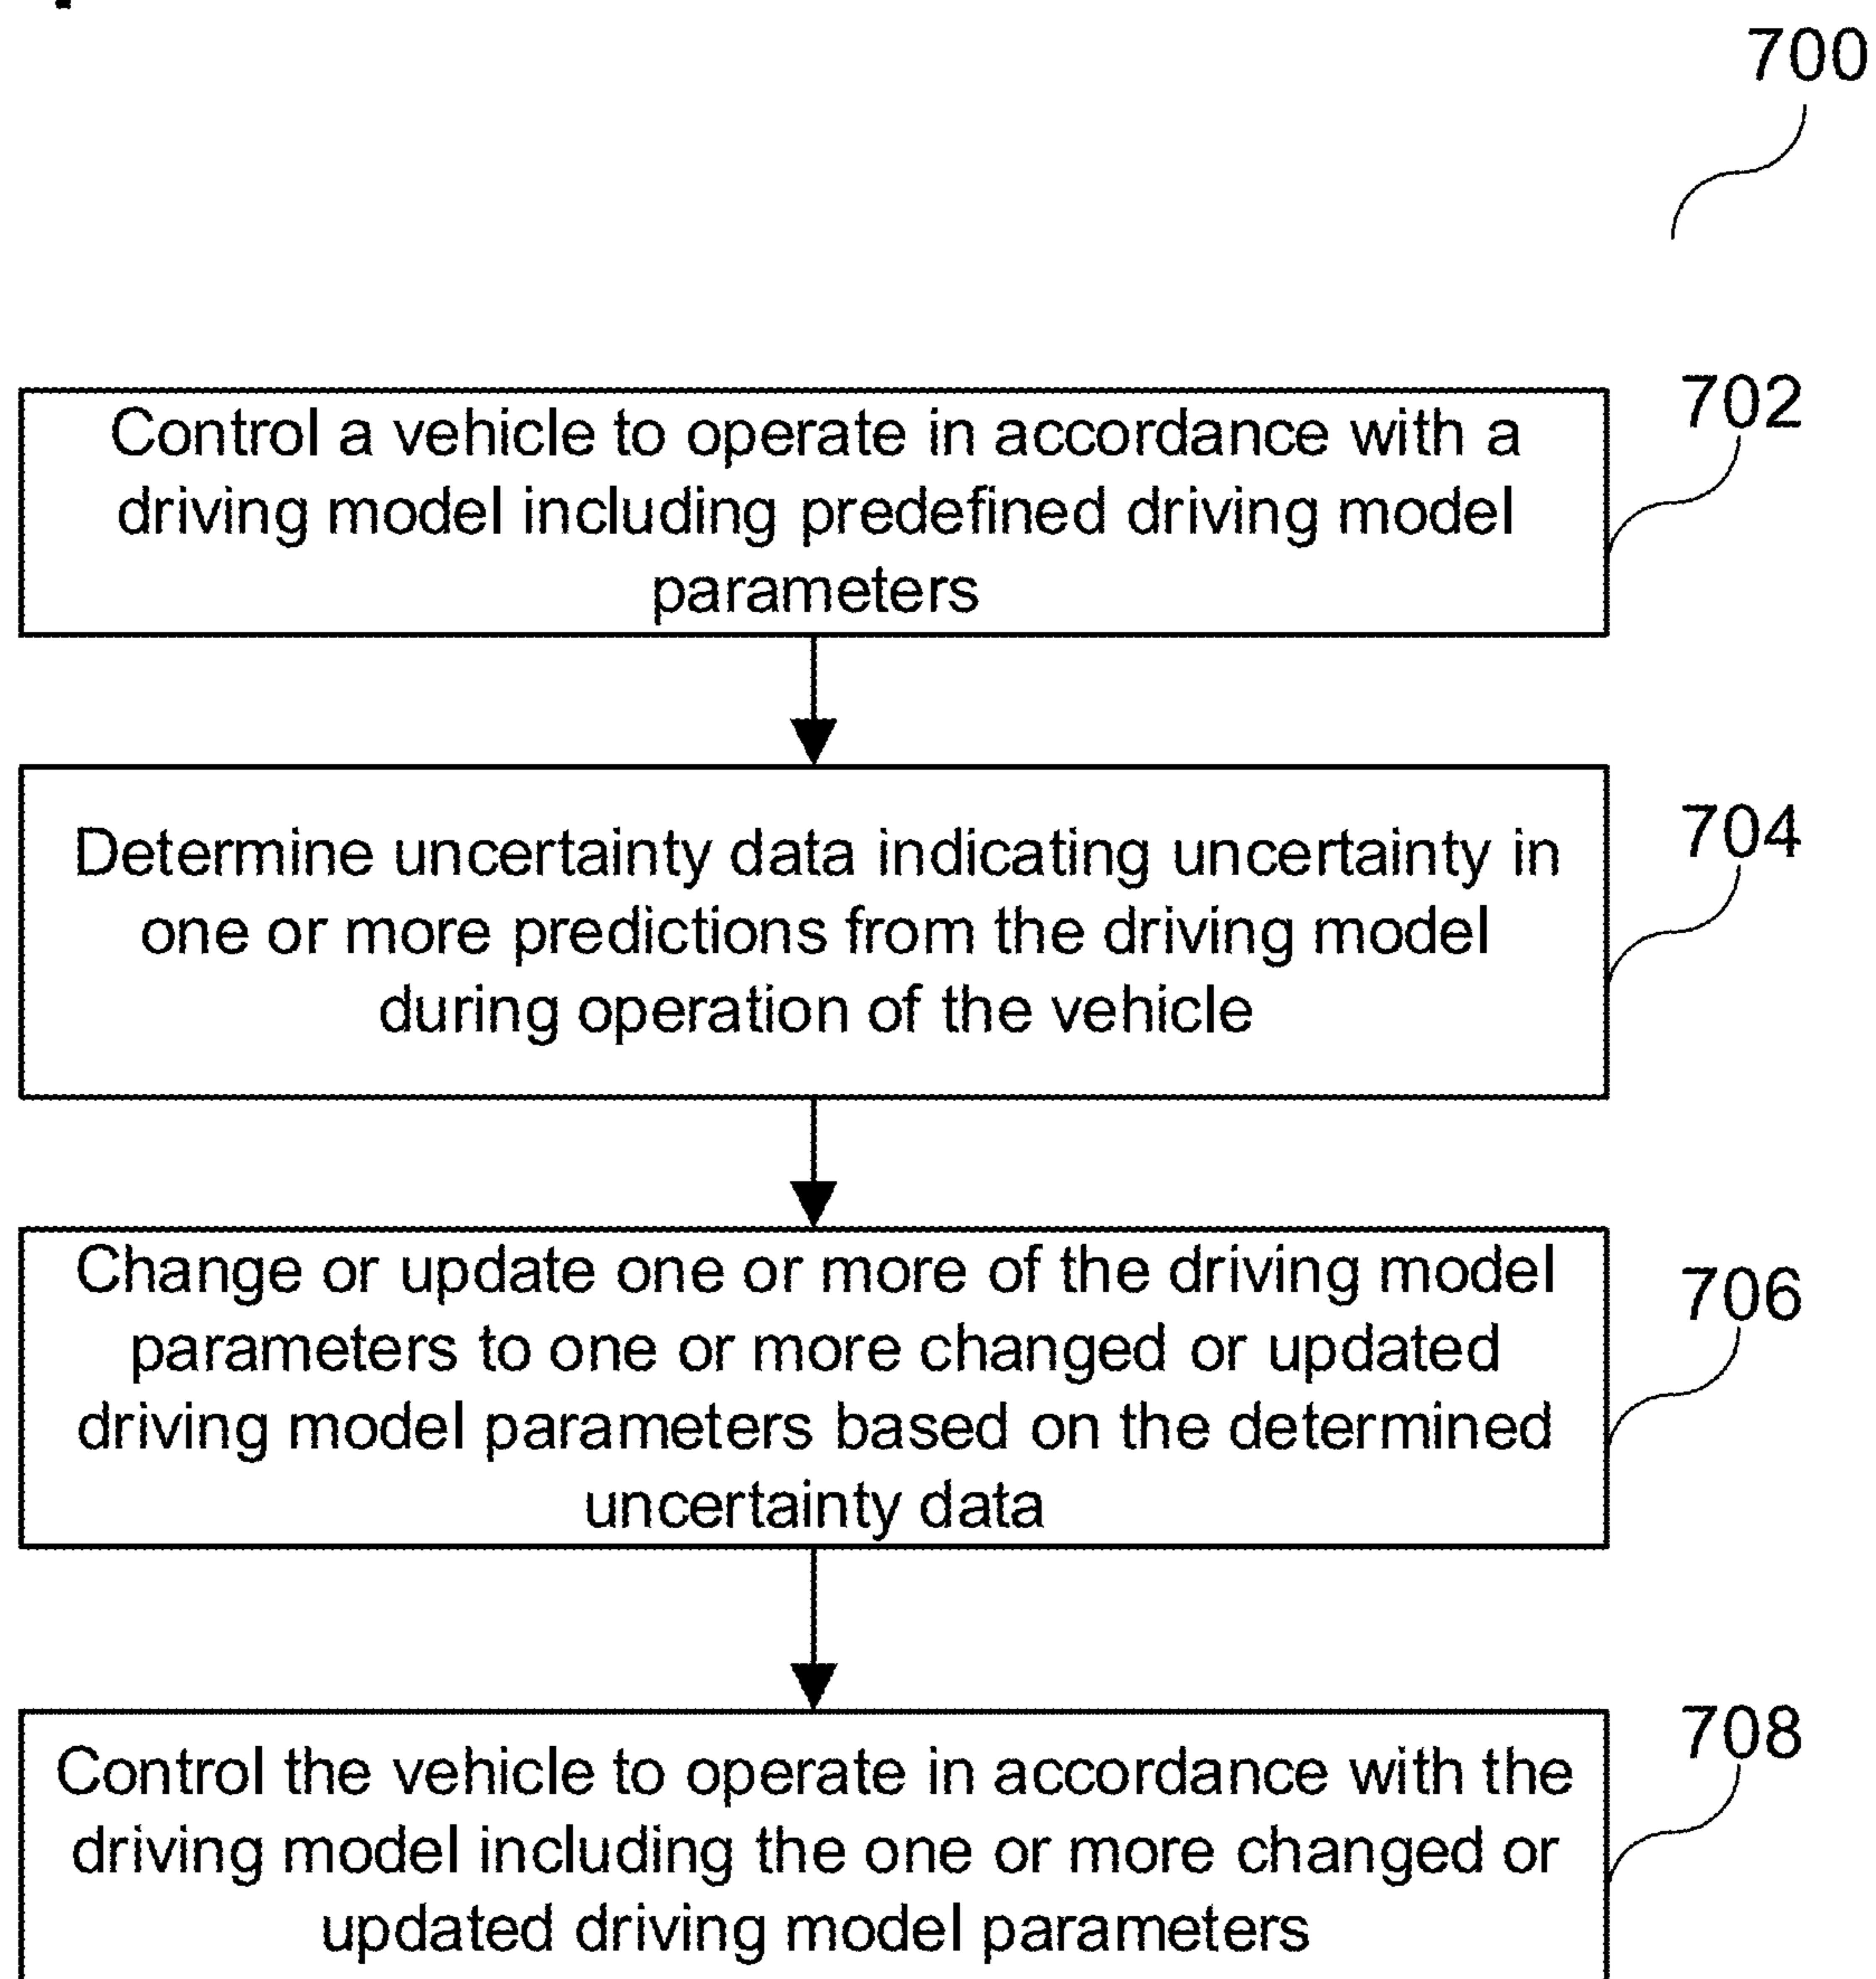 700
Control a vehicle to operate in accordance with a
driving model including predefined driving model
parameters
702
Determine uncertainty data indicating uncertainty in
one or more predictions from the driving model
during operation of the vehicle
704
Change or update one or more of the driving model
parameters to one or more changed or updated
driving model parameters based on the determined
uncertainty data
706
Control the vehicle to operate in accordance with the
driving model including the one or more changed or
updated driving model parameters
708